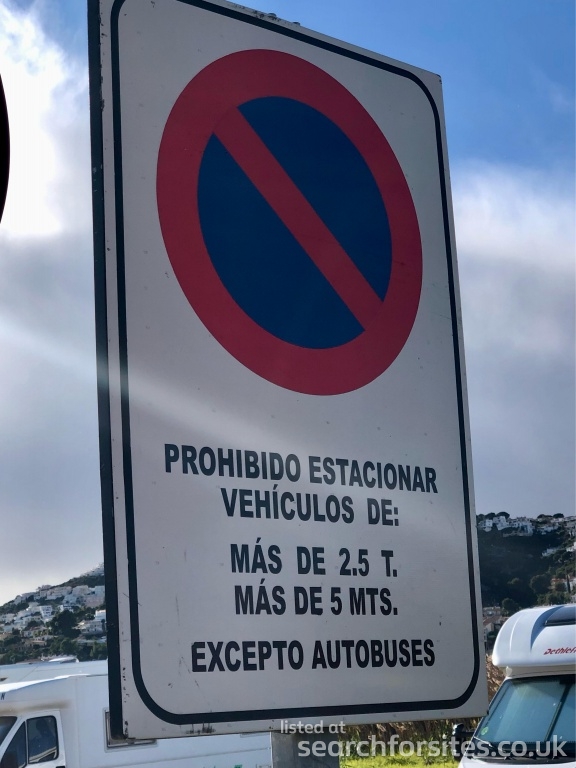 PROHIBIDO ESTACIONAR
VEHÍCULOS DE:
MÁS DE 2.5 T.
MÁS DE 5 MTS.
EXCEPTO AUTOBUSES
Dethleffs
listed at
searchforsites.co.uk